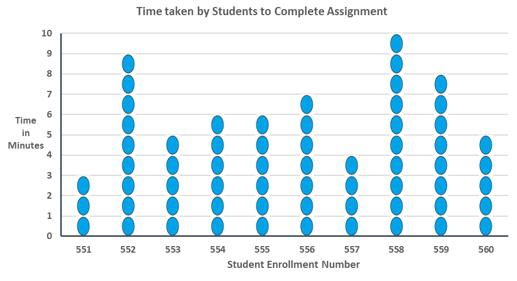 Time taken by Students to Complete Assignment
10
9
8
7
6
5
4
3
2
1
0
Time
in
Minutes
551 552 553 554 555 556 557 558 559 560
Student Enrollment Number